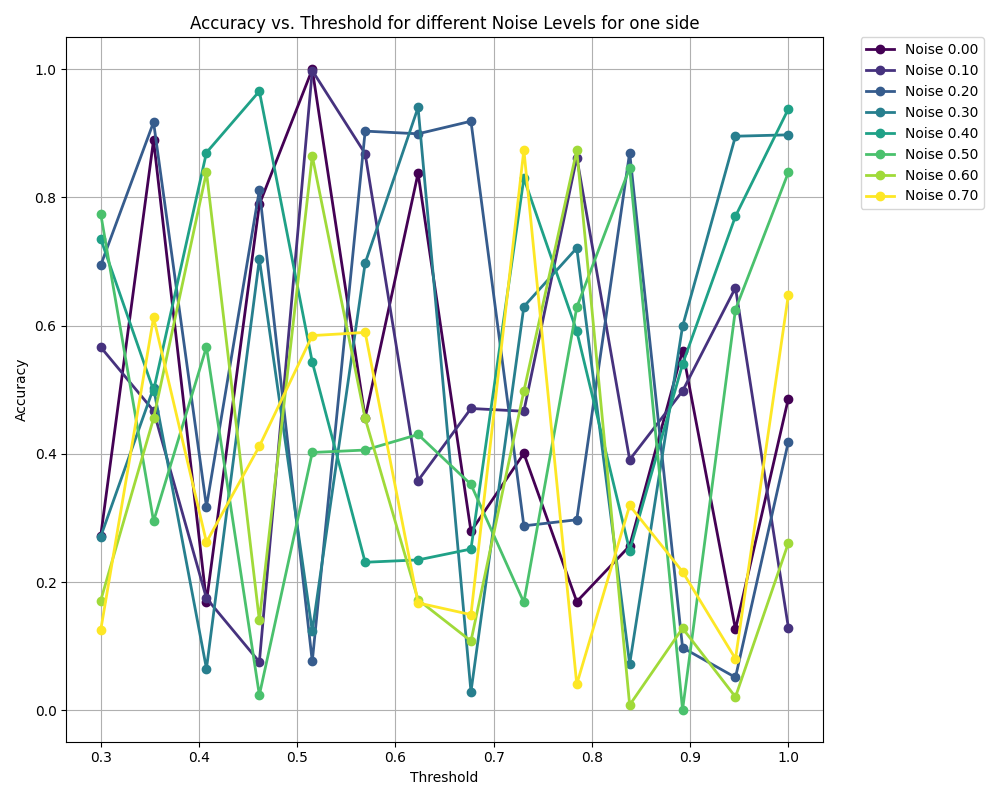 Accuracy vs. Threshold for different Noise Levels for one side
Noise 0.00
Noise 0.10
Noise 0.20
Noise 0.30
Noise 0.40
Noise 0.50
Noise 0.60
Noise 0.70
Accuracy
1.0
0.8
0.6
0.4
0.2
0.0
0.3 0.4 0.5 0.6 0.7 0.8 0.9 1.0
Threshold